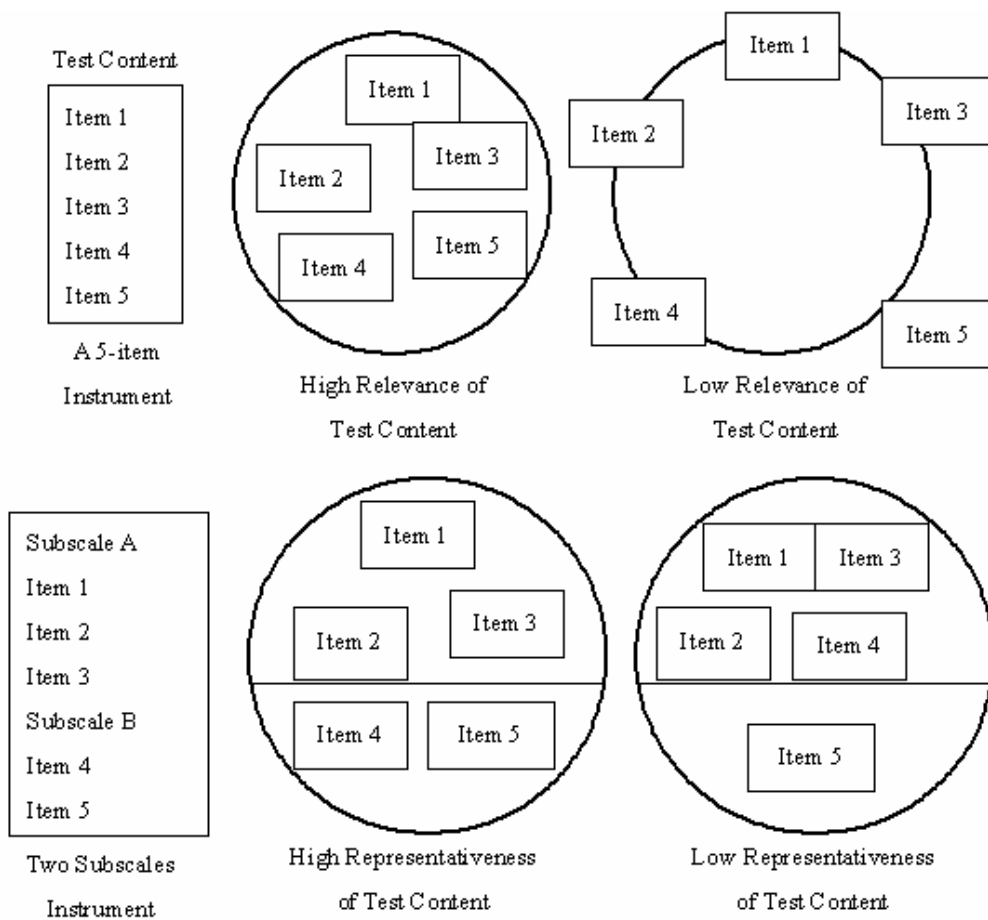 Test Content
Item 1
Item 2
Item 3
Item 4
Item 5
A 5-item
Instrument
Item 1
Item 3
Item 2
Item 5
Item 4
High Relevance of
Test Content
Item 1
Item 3
Item 2
Item 4
Item 5
Low Relevance of
Test Content
Subscale A
Item 1
Item 2
Item 3
Subscale B
Item 4
Item 5
Two Subscales
Instrument
Item 1
Item 3
Item 2
Item 4
Item 5
High Representativeness
of Test Content
Item 1
Item 3
Item 2
Item 4
Item 5
Low Representativeness
of Test Content